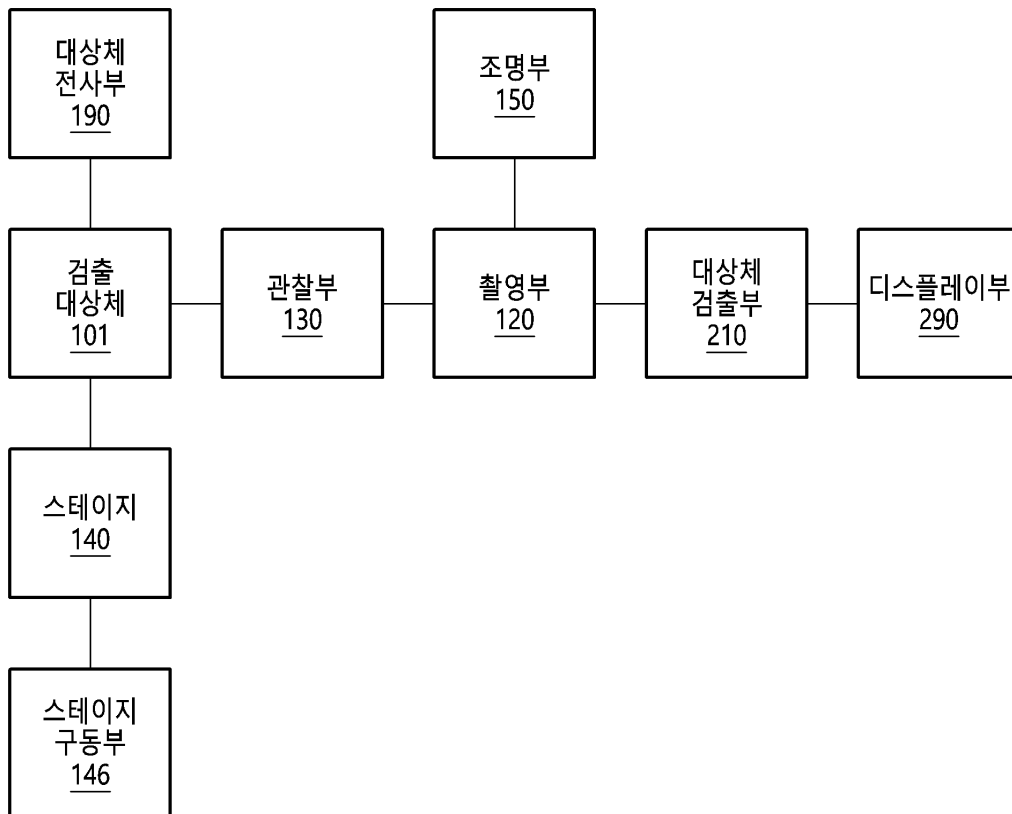 대상체
전사부
190
조명부
150
검출
대상체
101
관찰부
130
촬영부
120
대상체
검출부
210
디스플레이부
290
스테이지
140
스테이지
구동부
146